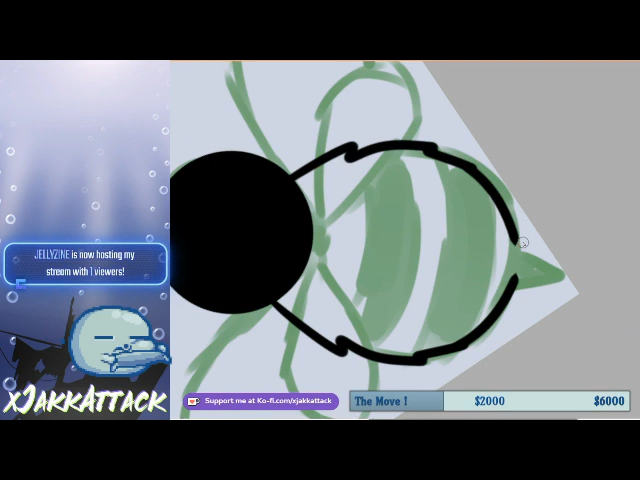 JELLYZINE is now hosting my
stream with 1 viewers!
xJakkAttack
Support me at Ko-fi.com/xjakkattack
The Move !
$2000
$6000